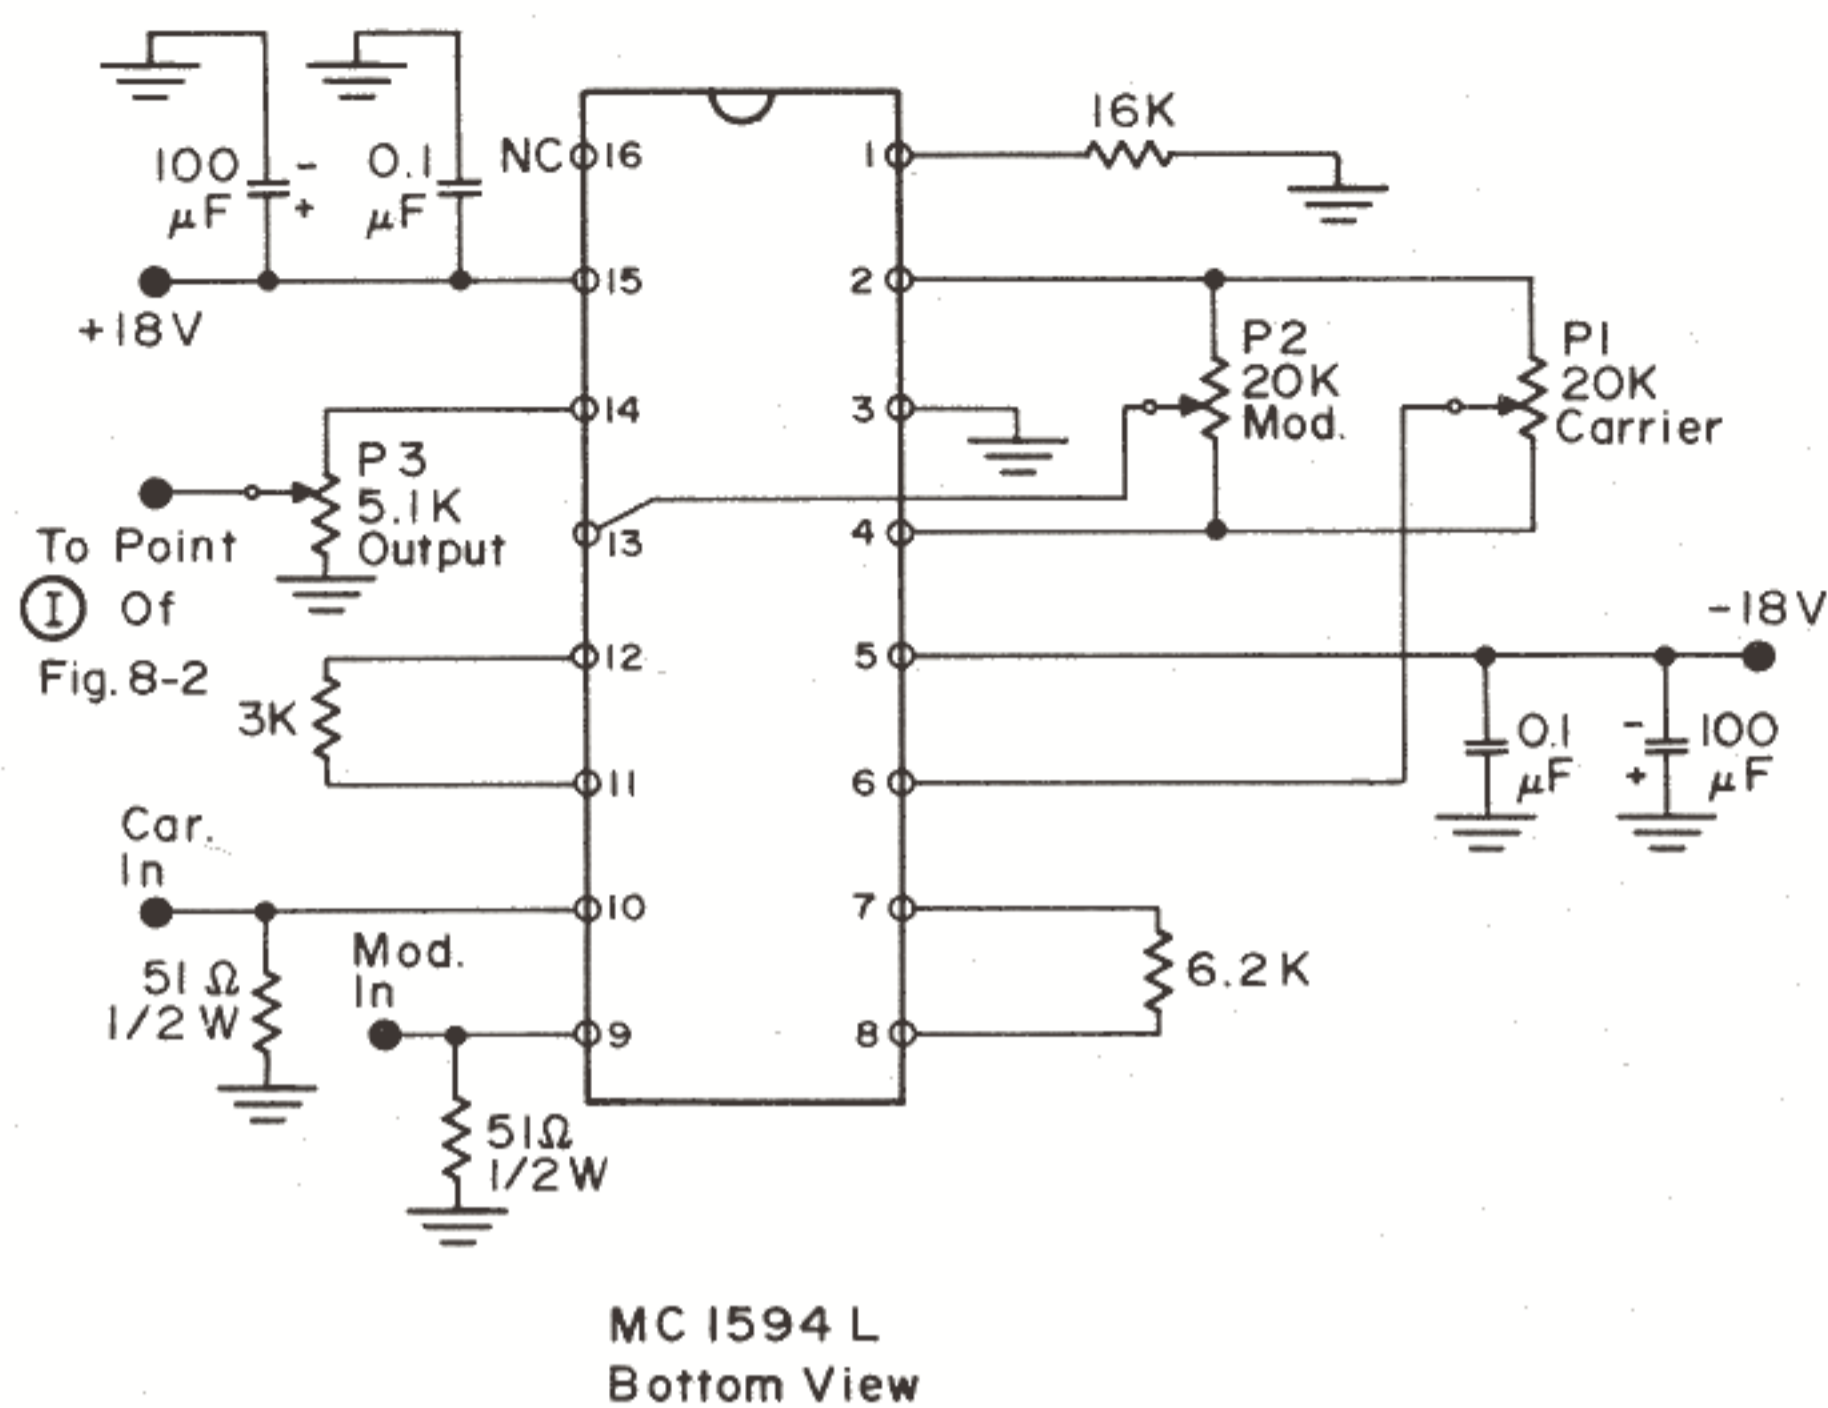 100
μF
-
+
0.1
μF
+18V
NC
16
15
14
13
12
11
10
9
1
2
3
4
5
6
7
8
16K
P2
20K
Mod.
P1
20K
Carrier
P3
5.1K
Output
To Point
I Of
Fig. 8-2
3K
-18V
0.1
μF
-
+
100
μF
Car.
In
51 Ω
1/2 W
Mod.
In
51Ω
1/2 W
6.2 K
MC 1594 L
Bottom View